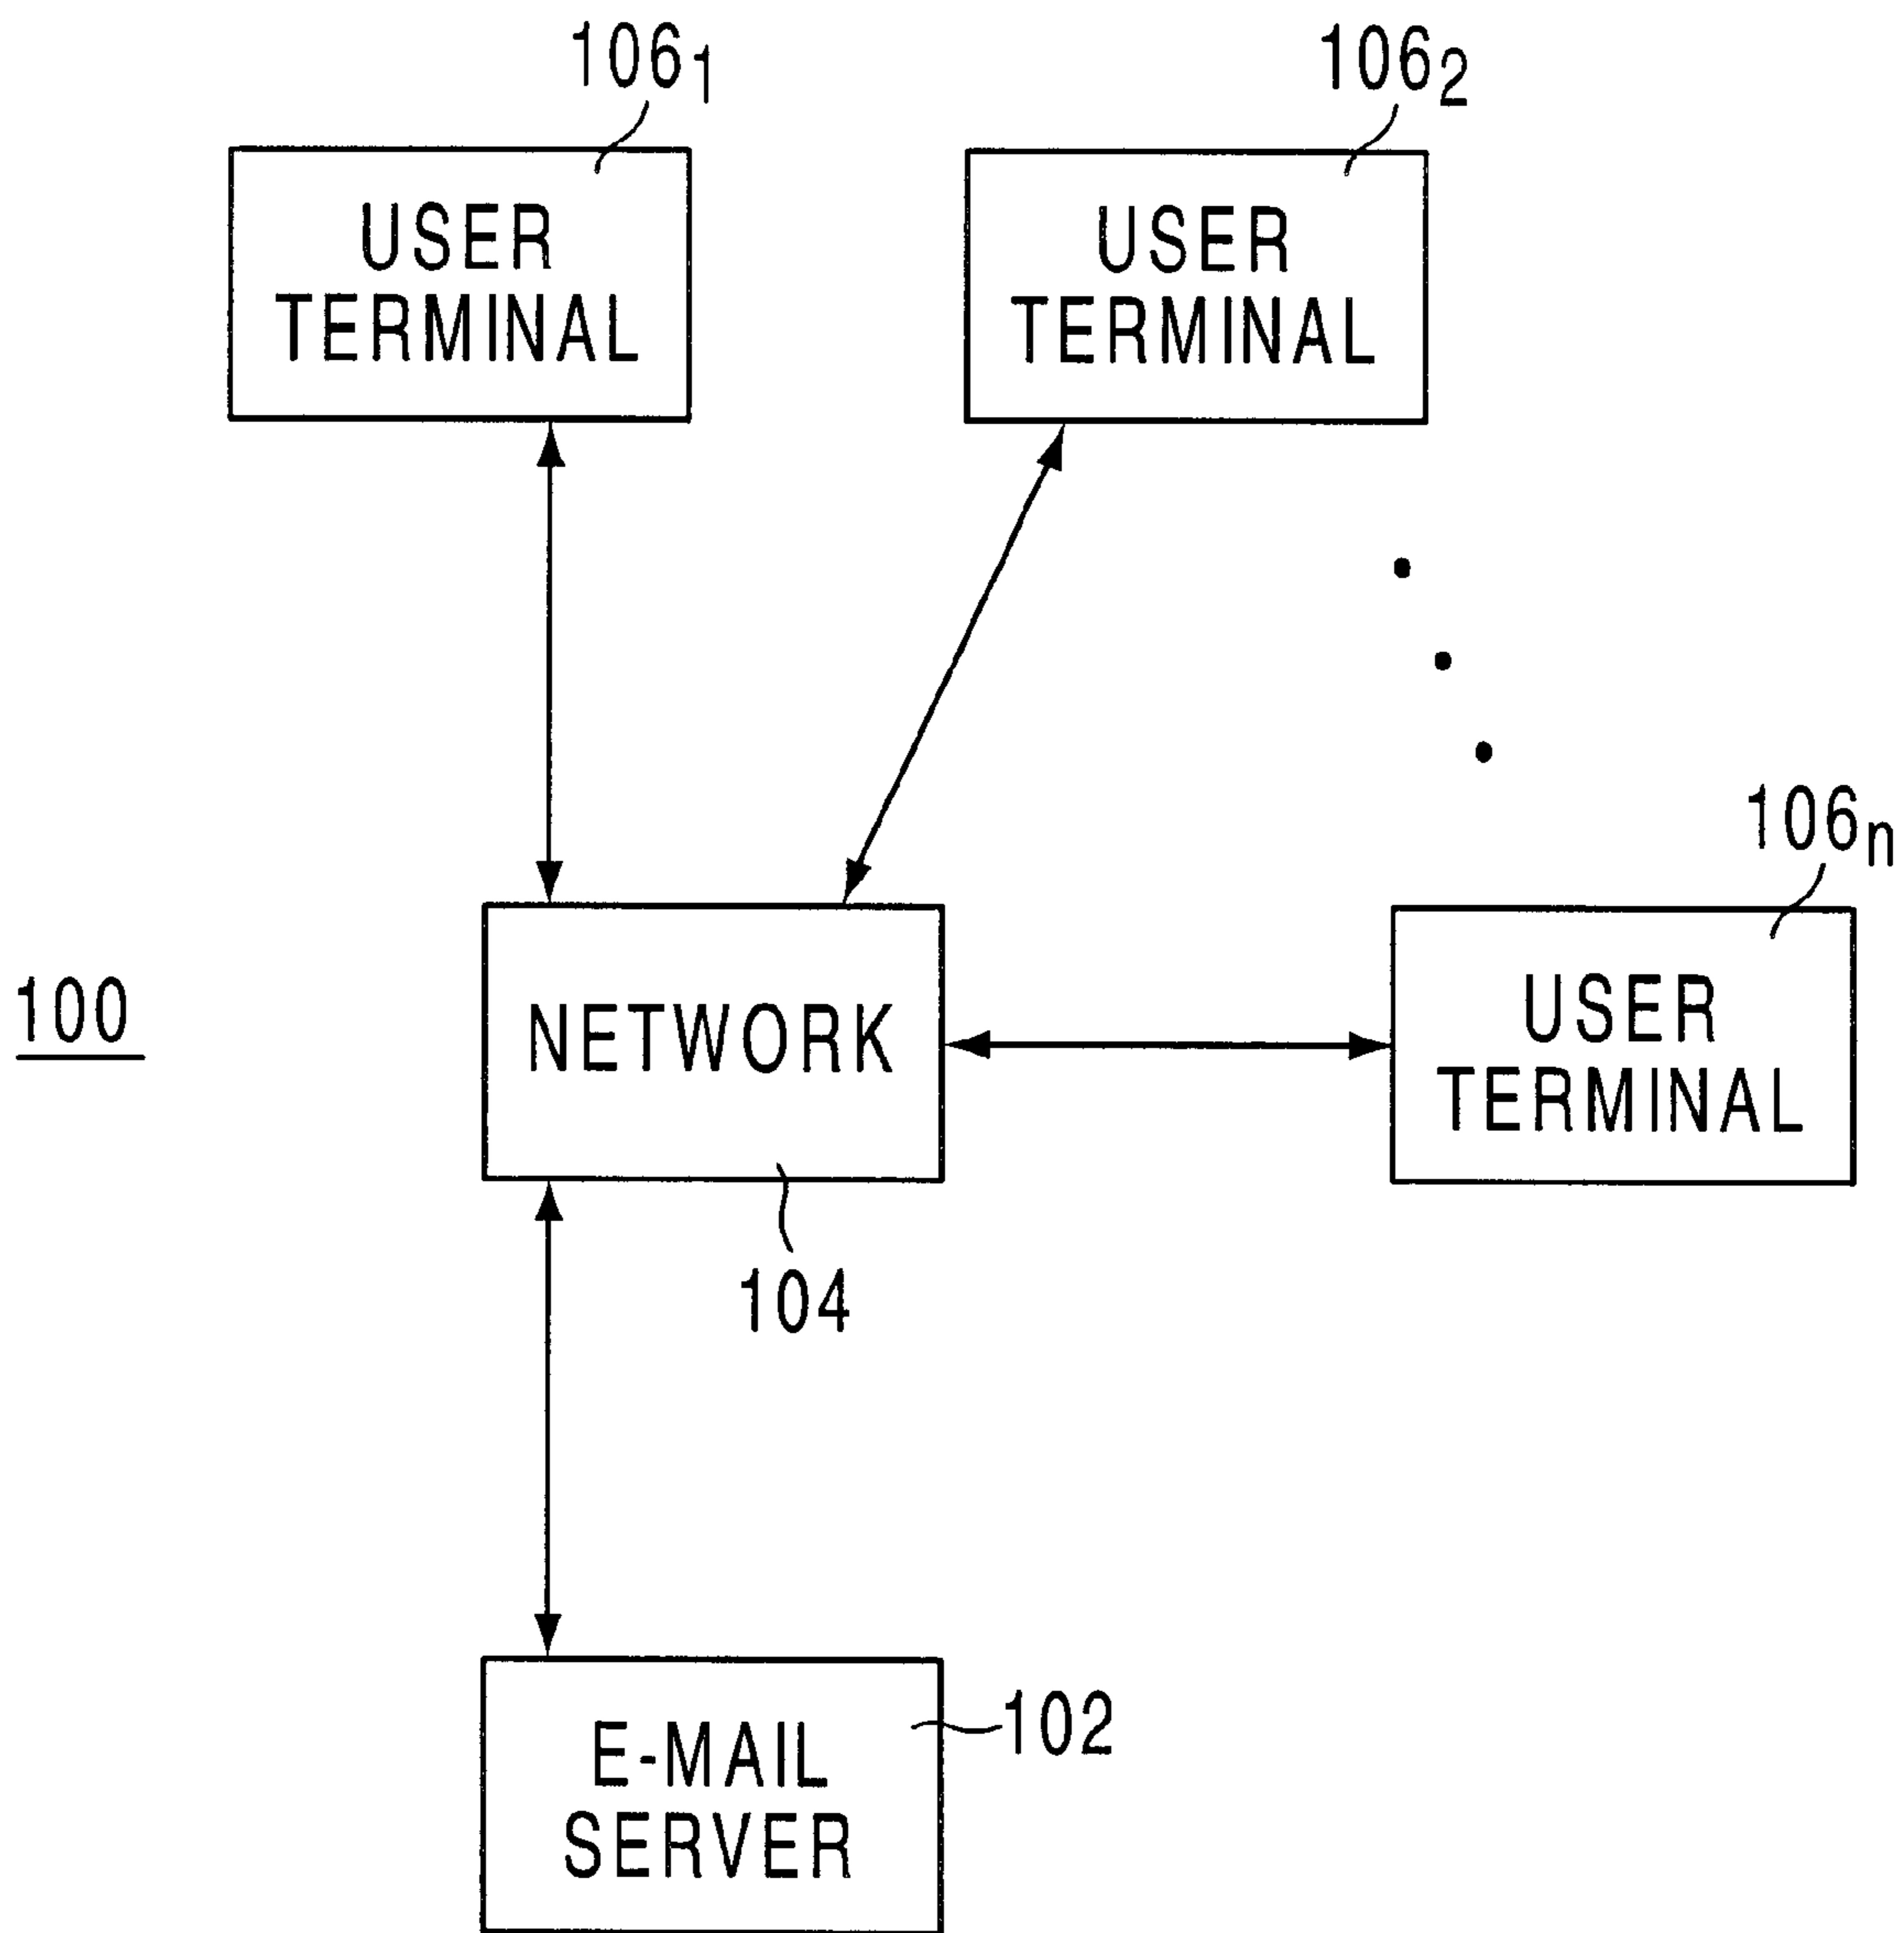 106₁
106₂
USER
TERMINAL
USER
TERMINAL
106ₙ
100
NETWORK
USER
TERMINAL
104
E-MAIL
SERVER
102